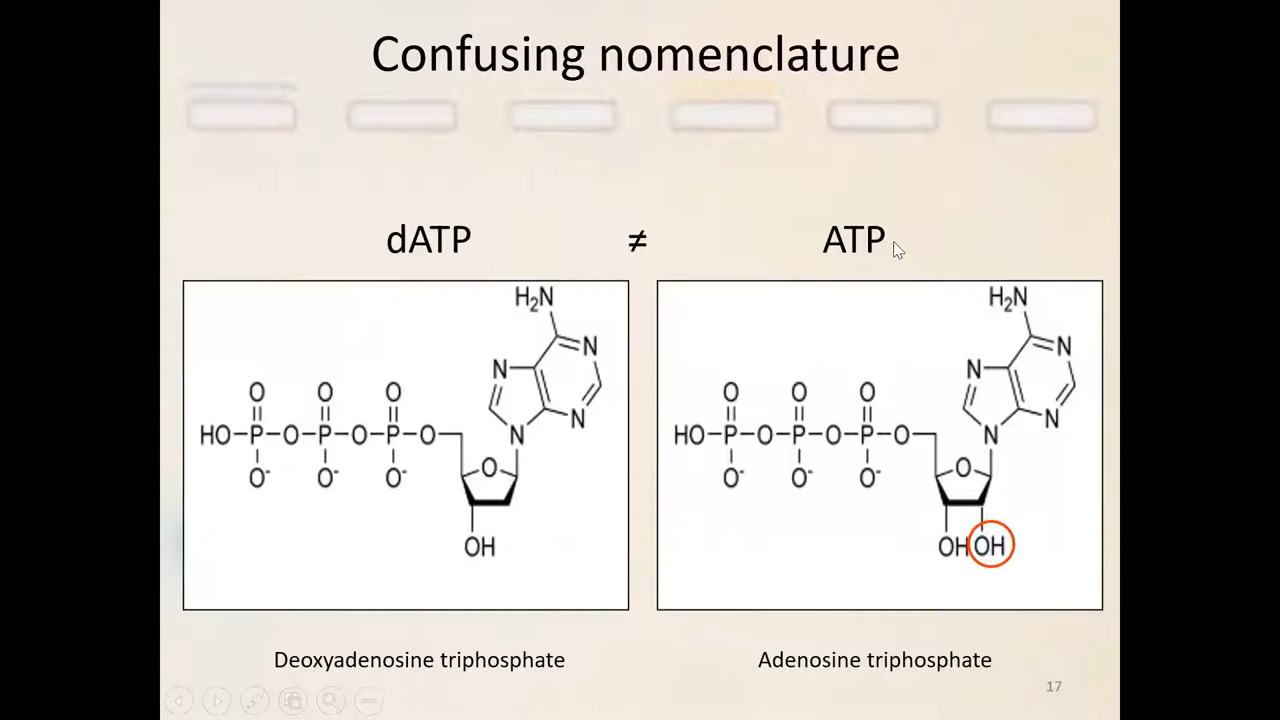 Confusing nomenclature
dATP ≠ ATP
H₂N
N
N
N
N
O O O
HO P O P O P O
O⁻ O⁻ O⁻
O
OH
H₂N
N
N
N
N
O O O
HO P O P O P O
O⁻ O⁻ O⁻
O
OH OH
Deoxyadenosine triphosphate
Adenosine triphosphate
17